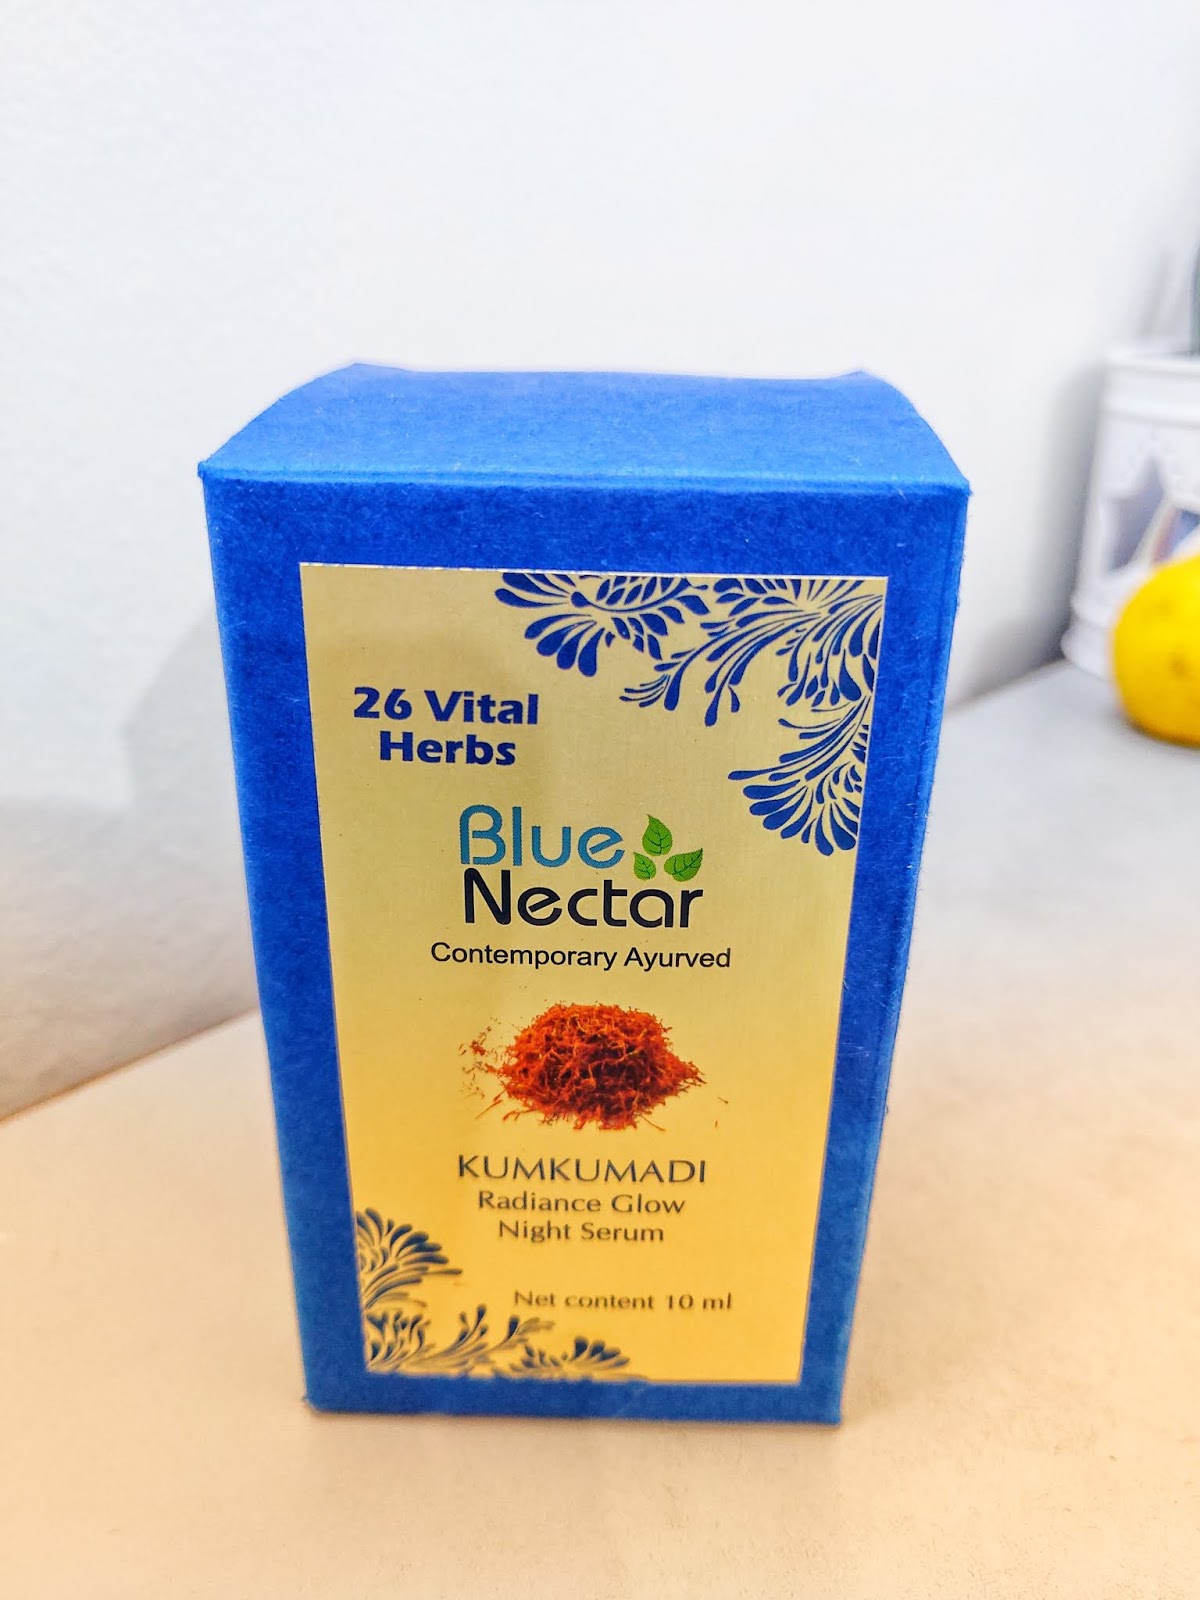 26 Vital
Herbs
Blue
Nectar
Contemporary Ayurved
KUMKUMADI
Radiance Glow
Night Serum
Net content 10 ml